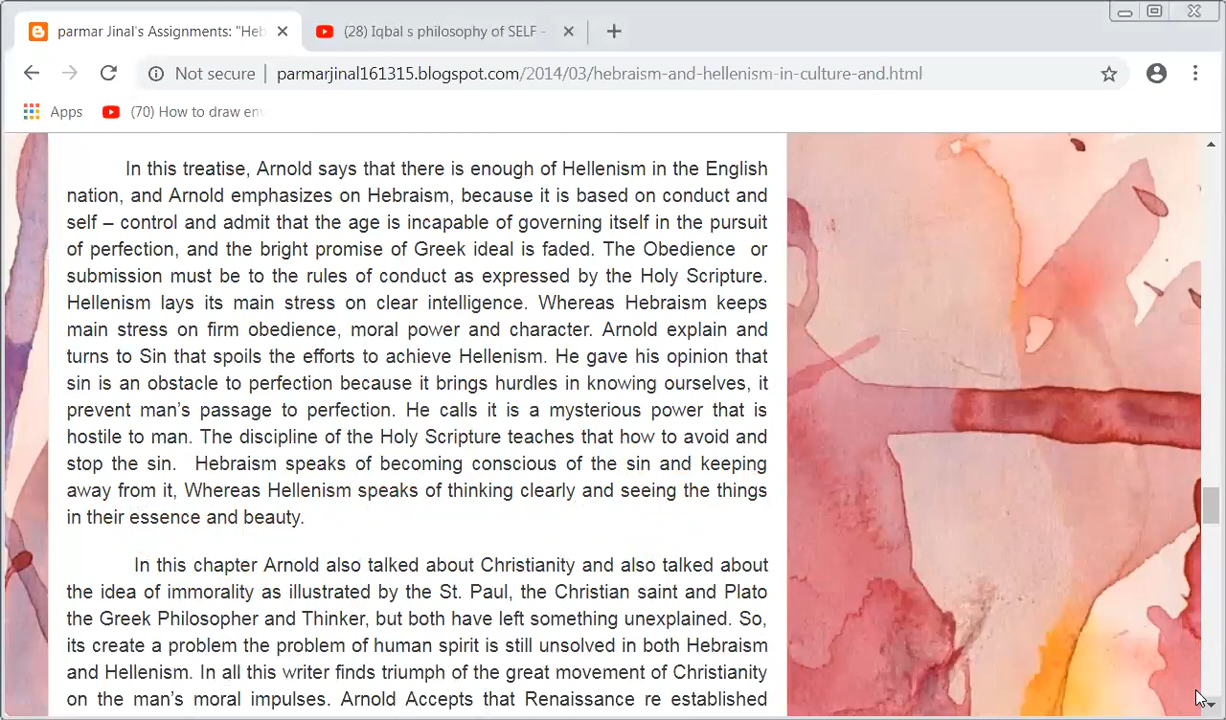 parmar Jinal's Assignments: "Heb
(28) Iqbal s philosophy of SELF -
Not secure
parmarjinal161315.blogspot.com/2014/03/hebraism-and-hellenism-in-culture-and.html
Apps
(70) How to draw env
In this treatise, Arnold says that there is enough of Hellenism in the English
nation, and Arnold emphasizes on Hebraism, because it is based on conduct and
self – control and admit that the age is incapable of governing itself in the pursuit
of perfection, and the bright promise of Greek ideal is faded. The Obedience or
submission must be to the rules of conduct as expressed by the Holy Scripture.
Hellenism lays its main stress on clear intelligence. Whereas Hebraism keeps
main stress on firm obedience, moral power and character. Arnold explain and
turns to Sin that spoils the efforts to achieve Hellenism. He gave his opinion that
sin is an obstacle to perfection because it brings hurdles in knowing ourselves, it
prevent man's passage to perfection. He calls it is a mysterious power that is
hostile to man. The discipline of the Holy Scripture teaches that how to avoid and
stop the sin. Hebraism speaks of becoming conscious of the sin and keeping
away from it, Whereas Hellenism speaks of thinking clearly and seeing the things
in their essence and beauty.
In this chapter Arnold also talked about Christianity and also talked about
the idea of immorality as illustrated by the St. Paul, the Christian saint and Plato
the Greek Philosopher and Thinker, but both have left something unexplained. So,
its create a problem the problem of human spirit is still unsolved in both Hebraism
and Hellenism. In all this writer finds triumph of the great movement of Christianity
on the man's moral impulses. Arnold Accepts that Renaissance re established